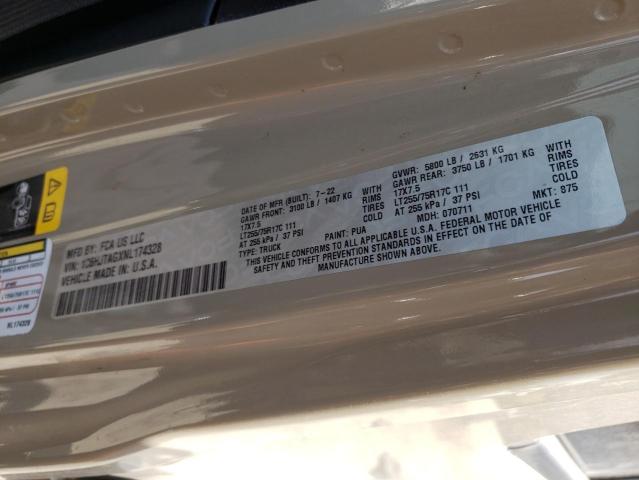 MFD BY: FCA US LLC
VIN: 1C6HJTAGXNL174328
VEHICLE MADE IN U.S.A.
DATE OF MFR (BUILT): 7-22
GAWR FRONT: 3100 LB / 1407 KG WITH
17X7.5 RIMS
LT255/75R17C 111 TIRES
AT 255 kPa / 37 PSI COLD
TYPE: TRUCK
GVWR: 5800 LB / 2631 KG
GAWR REAR: 3750 LB / 1701 KG WITH
17X7.5 RIMS
LT255/75R17C 111 TIRES
AT 255 kPa / 37 PSI COLD
PAINT: PUA MDH: 070711 MKT: 875
THIS VEHICLE CONFORMS TO ALL APPLICABLE U.S.A. FEDERAL MOTOR VEHICLE
SAFETY AND THEFT PREVENTION STANDARDS IN EFFECT ON THE DATE OF MFR.
NL174328